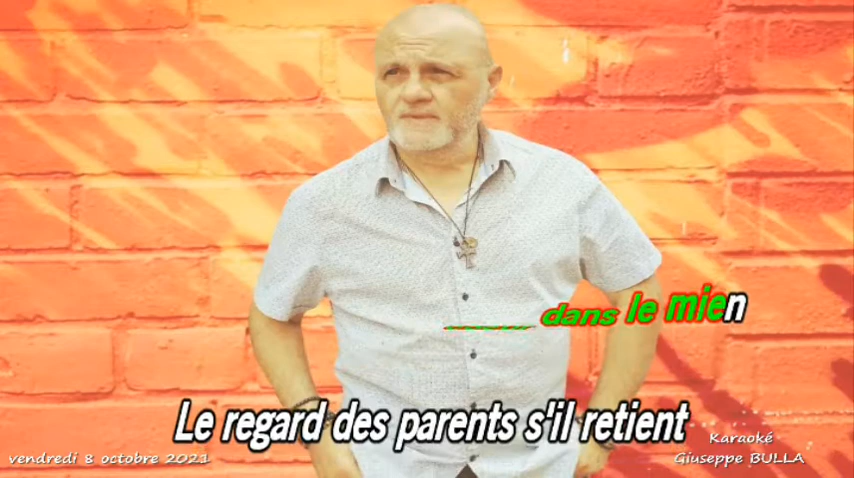 dans le mien
Le regard des parents s'il retient
Karaoké
vendredi 8 octobre 2021
Giuseppe BULLA